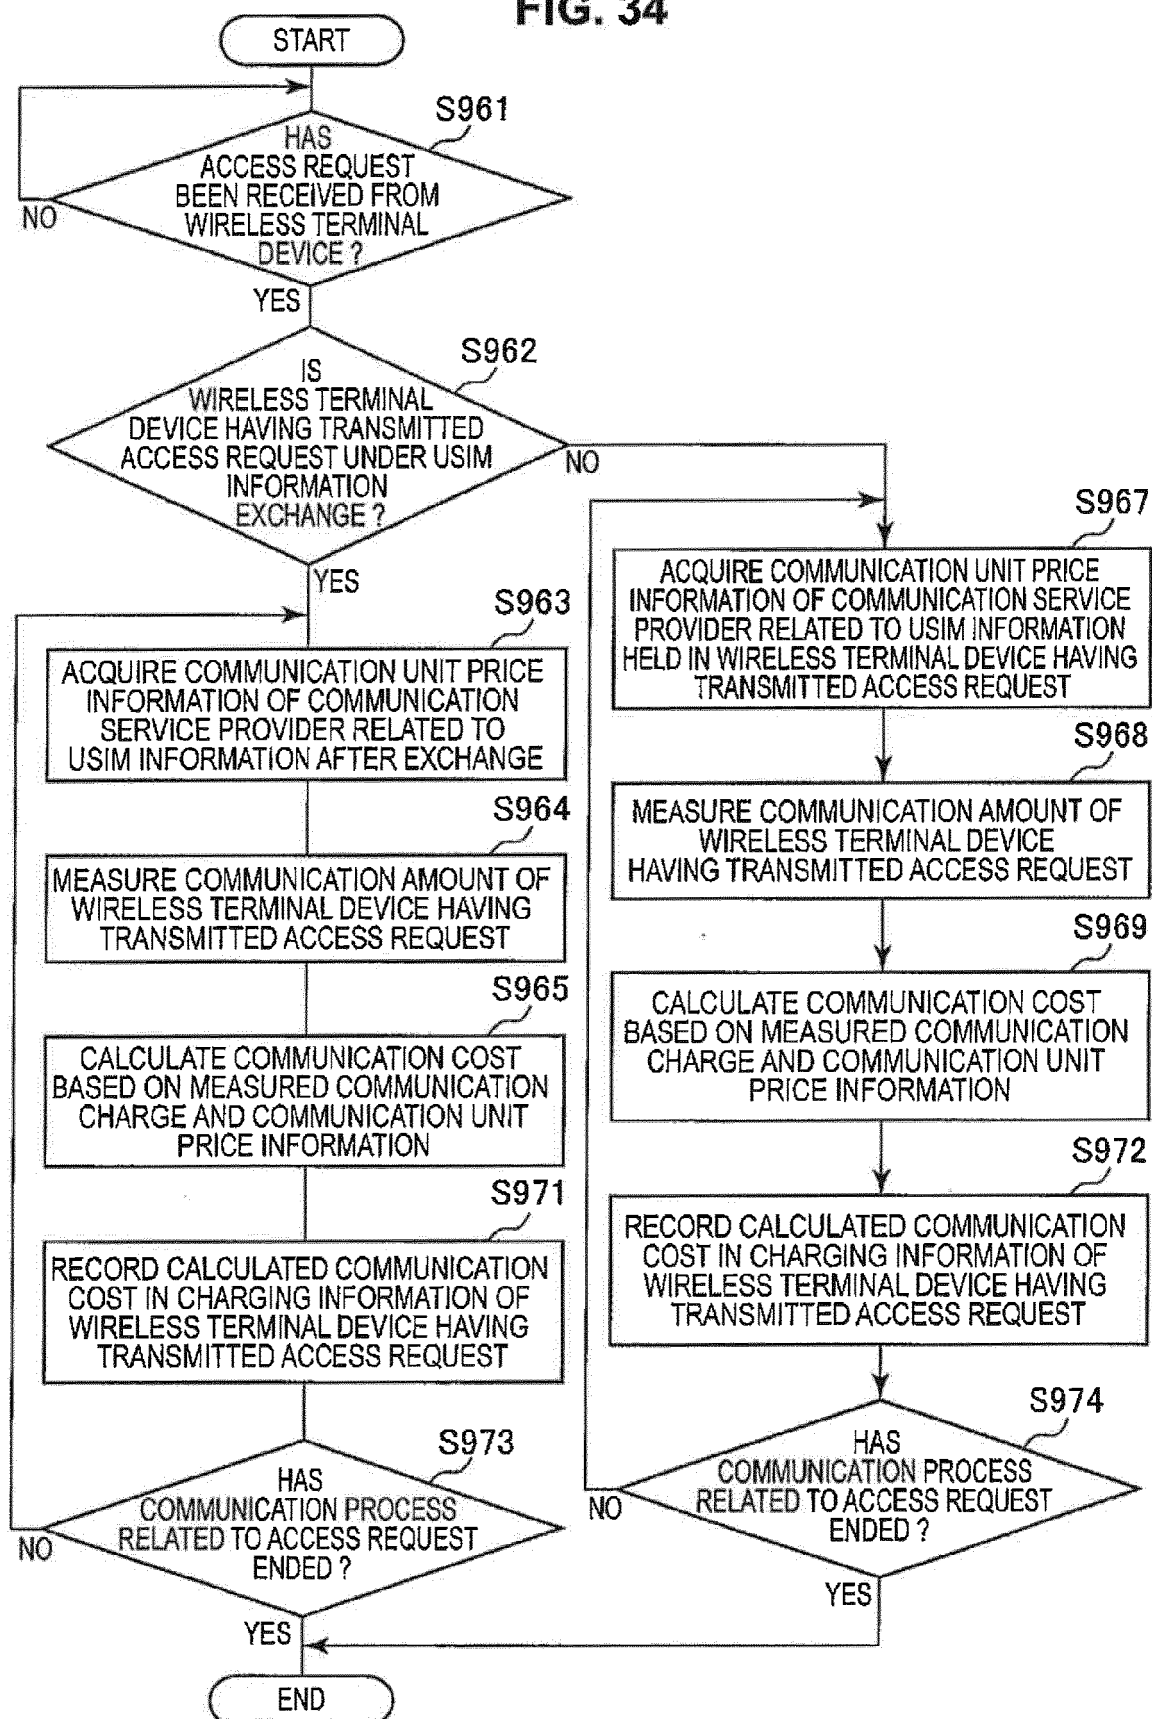 FIG. 34
START
S961
HAS
ACCESS REQUEST
BEEN RECEIVED FROM
WIRELESS TERMINAL
DEVICE ?
NO
YES
S962
IS
WIRELESS TERMINAL
DEVICE HAVING TRANSMITTED
ACCESS REQUEST UNDER USIM
INFORMATION
EXCHANGE ?
NO
YES
S963
ACQUIRE COMMUNICATION UNIT PRICE
INFORMATION OF COMMUNICATION
SERVICE PROVIDER RELATED TO
USIM INFORMATION AFTER EXCHANGE
S964
MEASURE COMMUNICATION AMOUNT OF
WIRELESS TERMINAL DEVICE HAVING
TRANSMITTED ACCESS REQUEST
S965
CALCULATE COMMUNICATION COST
BASED ON MEASURED COMMUNICATION
CHARGE AND COMMUNICATION UNIT
PRICE INFORMATION
S971
RECORD CALCULATED COMMUNICATION
COST IN CHARGING INFORMATION OF
WIRELESS TERMINAL DEVICE HAVING
TRANSMITTED ACCESS REQUEST
S973
HAS
COMMUNICATION PROCESS
RELATED TO ACCESS REQUEST
ENDED ?
NO
YES
S967
ACQUIRE COMMUNICATION UNIT PRICE
INFORMATION OF COMMUNICATION SERVICE
PROVIDER RELATED TO USIM INFORMATION
HELD IN WIRELESS TERMINAL DEVICE HAVING
TRANSMITTED ACCESS REQUEST
S968
MEASURE COMMUNICATION AMOUNT OF
WIRELESS TERMINAL DEVICE
HAVING TRANSMITTED ACCESS REQUEST
S969
CALCULATE COMMUNICATION COST
BASED ON MEASURED COMMUNICATION
CHARGE AND COMMUNICATION UNIT
PRICE INFORMATION
S972
RECORD CALCULATED COMMUNICATION
COST IN CHARGING INFORMATION OF
WIRELESS TERMINAL DEVICE HAVING
TRANSMITTED ACCESS REQUEST
S974
HAS
COMMUNICATION PROCESS
RELATED TO ACCESS REQUEST
ENDED ?
NO
YES
END